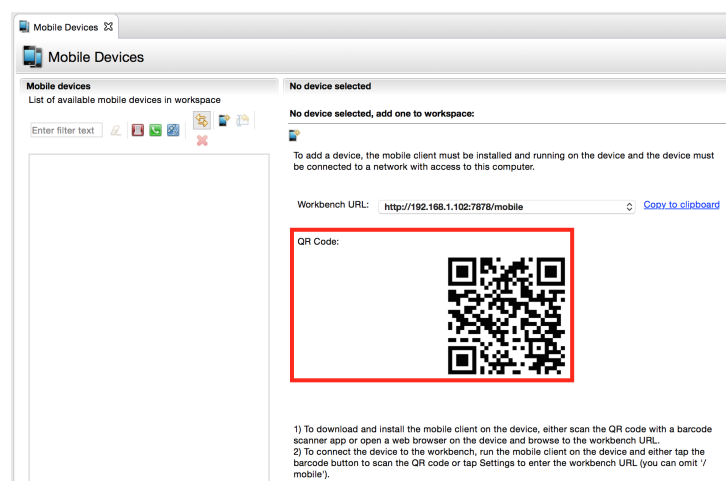 Mobile Devices
Mobile Devices
Mobile devices
List of available mobile devices in workspace
Enter filter text
No device selected
No device selected, add one to workspace:
To add a device, the mobile client must be installed and running on the device and the device must
be connected to a network with access to this computer.
Workbench URL: http://192.168.1.102:7878/mobile Copy to clipboard
QR Code:
1) To download and install the mobile client on the device, either scan the QR code with a barcode
scanner app or open a web browser on the device and browse to the workbench URL.
2) To connect the device to the workbench, run the mobile client on the device and either tap the
barcode button to scan the QR code or tap Settings to enter the workbench URL (you can omit '/
mobile').